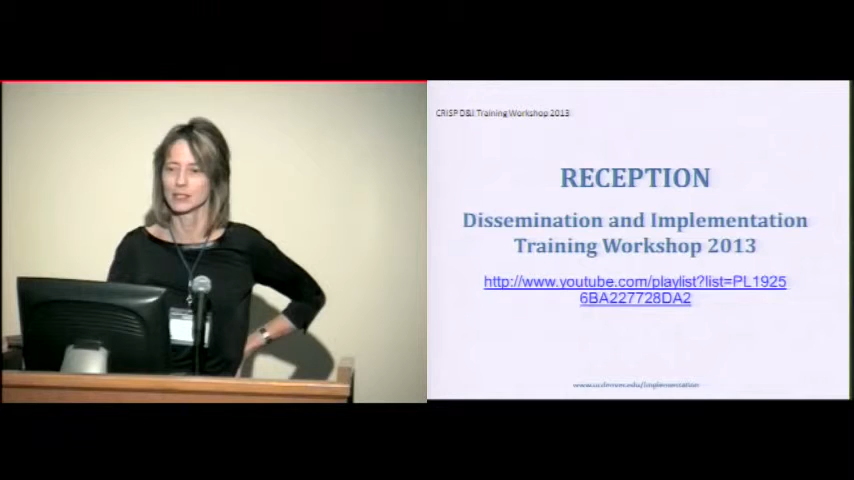 CRISP D&I Training Workshop 2013
RECEPTION
Dissemination and Implementation
Training Workshop 2013
http://www.youtube.com/playlist?list=PL1925
6BA227728DA2
www.ucdenver.edu/implementation